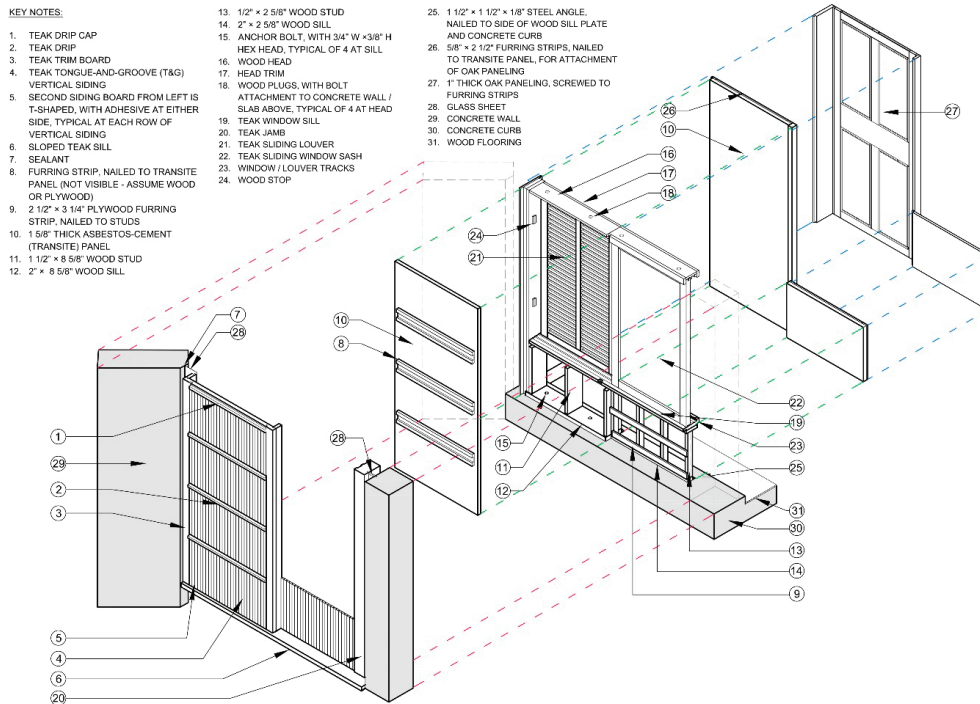 KEY NOTES:
1. TEAK DRIP CAP
2. TEAK DRIP
3. TEAK TRIM BOARD
4. TEAK TONGUE-AND-GROOVE (T&G)
VERTICAL SIDING
5. SECOND SIDING BOARD FROM LEFT IS
T-SHAPED, WITH ADHESIVE AT EITHER
SIDE, TYPICAL AT EACH ROW OF
VERTICAL SIDING
6. SLOPED TEAK SILL
7. SEALANT
8. FURRING STRIP, NAILED TO TRANSITE
PANEL (NOT VISIBLE - ASSUME WOOD
OR PLYWOOD)
9. 2 1/2" × 3 1/4" PLYWOOD FURRING
STRIP, NAILED TO STUDS
10. 1 5/8" THICK ASBESTOS-CEMENT
(TRANSITE) PANEL
11. 1 1/2" × 8 5/8" WOOD STUD
12. 2" × 8 5/8" WOOD SILL
13. 1/2" × 2 5/8" WOOD STUD
14. 2" × 2 5/8" WOOD SILL
15. ANCHOR BOLT, WITH 3/4" W ×3/8" H
HEX HEAD, TYPICAL OF 4 AT SILL
16. WOOD HEAD
17. HEAD TRIM
18. WOOD PLUGS, WITH BOLT
ATTACHMENT TO CONCRETE WALL /
SLAB ABOVE, TYPICAL OF 4 AT HEAD
19. TEAK WINDOW SILL
20. TEAK JAMB
21. TEAK SLIDING LOUVER
22. TEAK SLIDING WINDOW SASH
23. WINDOW / LOUVER TRACKS
24. WOOD STOP
25. 1 1/2" × 1 1/2" × 1/8" STEEL ANGLE,
NAILED TO SIDE OF WOOD SILL PLATE
AND CONCRETE CURB
26. 5/8" × 2 1/2" FURRING STRIPS, NAILED
TO TRANSITE PANEL, FOR ATTACHMENT
OF OAK PANELING
27. 1" THICK OAK PANELING, SCREWED TO
FURRING STRIPS
28. GLASS SHEET
29. CONCRETE WALL
30. CONCRETE CURB
31. WOOD FLOORING
26
27
10
16
17
18
24
21
7
28
10
8
1
29
2
3
28
15
11
12
22
19
23
25
31
30
13
14
9
5
4
6
20